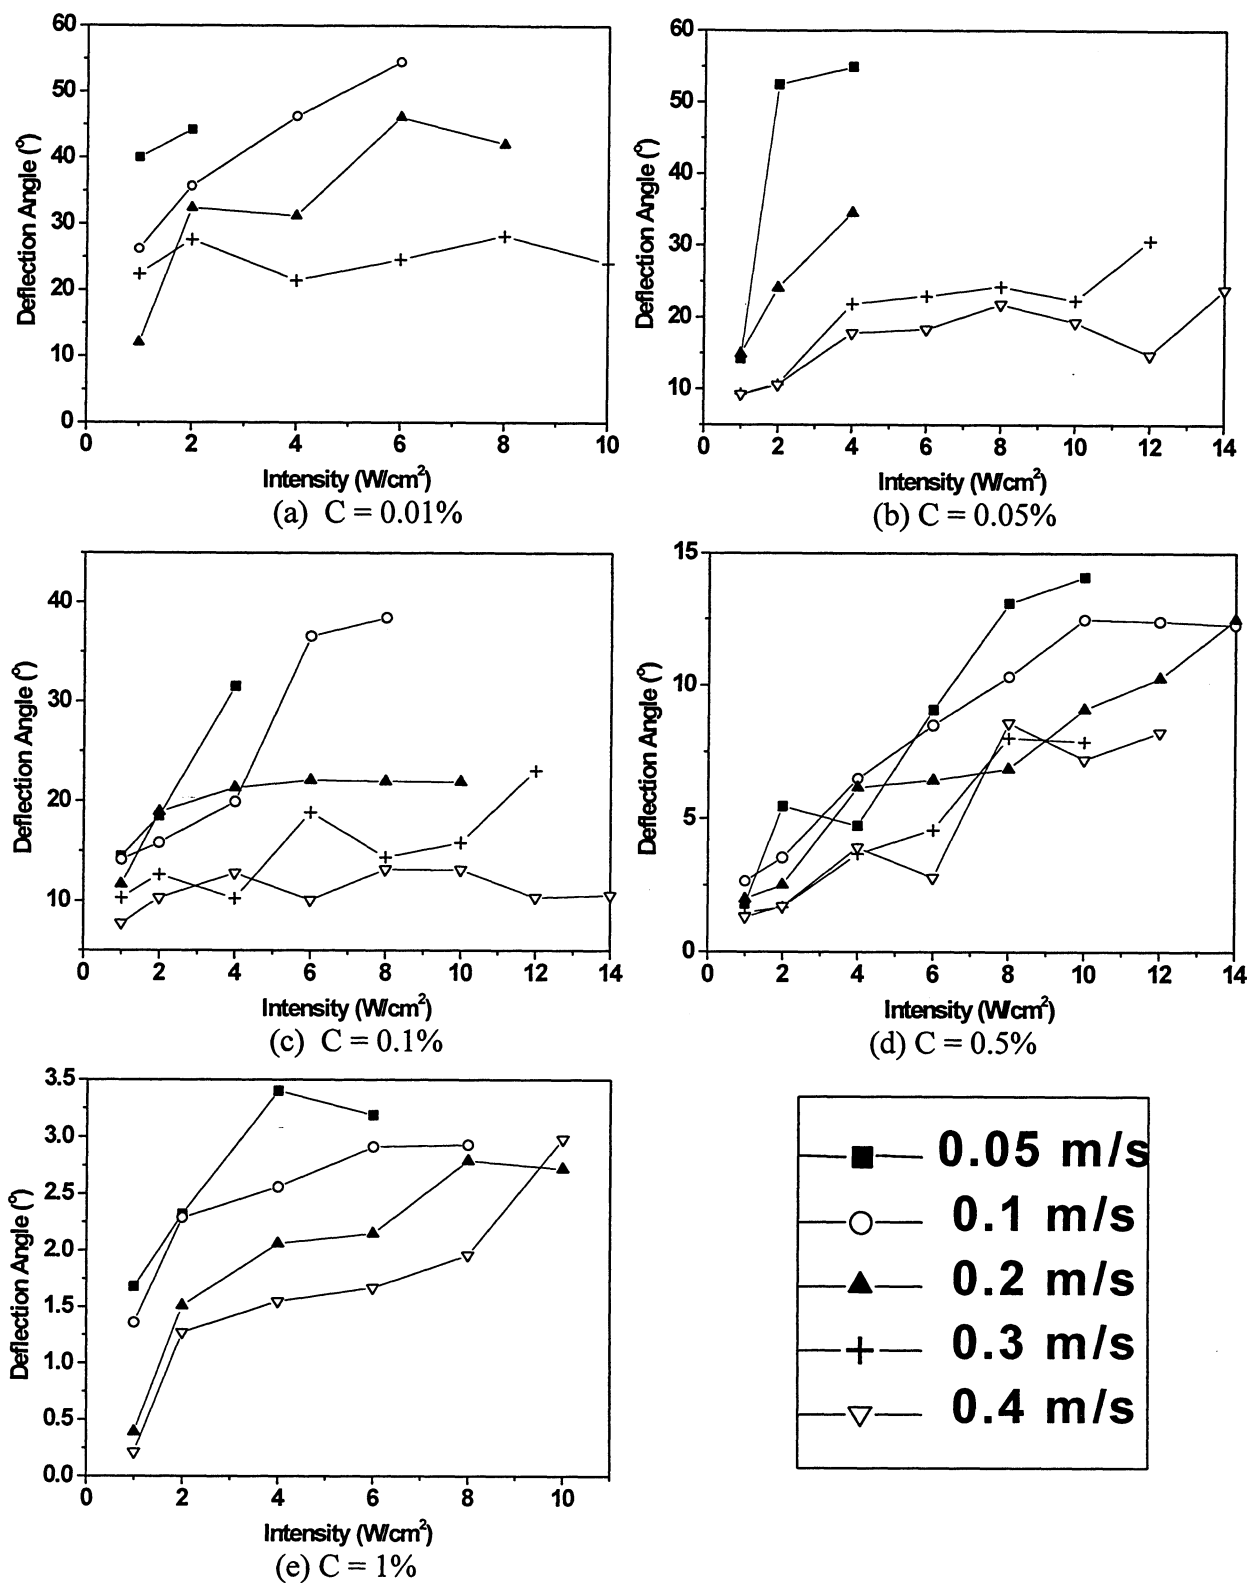 60
50
40
30
20
10
0
0 2 4 6 8 10
Deflection Angle (°)
Intensity (W/cm²)
(a) C = 0.01%
60
50
40
30
20
10
0 2 4 6 8 10 12 14
Deflection Angle (°)
Intensity (W/cm²)
(b) C = 0.05%
40
30
20
10
0 2 4 6 8 10 12 14
Deflection Angle (°)
Intensity (W/cm²)
(c) C = 0.1%
15
10
5
0
0 2 4 6 8 10 12 14
Deflection Angle (°)
Intensity (W/cm²)
(d) C = 0.5%
3.5
3.0
2.5
2.0
1.5
1.0
0.5
0.0
0 2 4 6 8 10
Deflection Angle (°)
Intensity (W/cm²)
(e) C = 1%
0.05 m/s
0.1 m/s
0.2 m/s
0.3 m/s
0.4 m/s